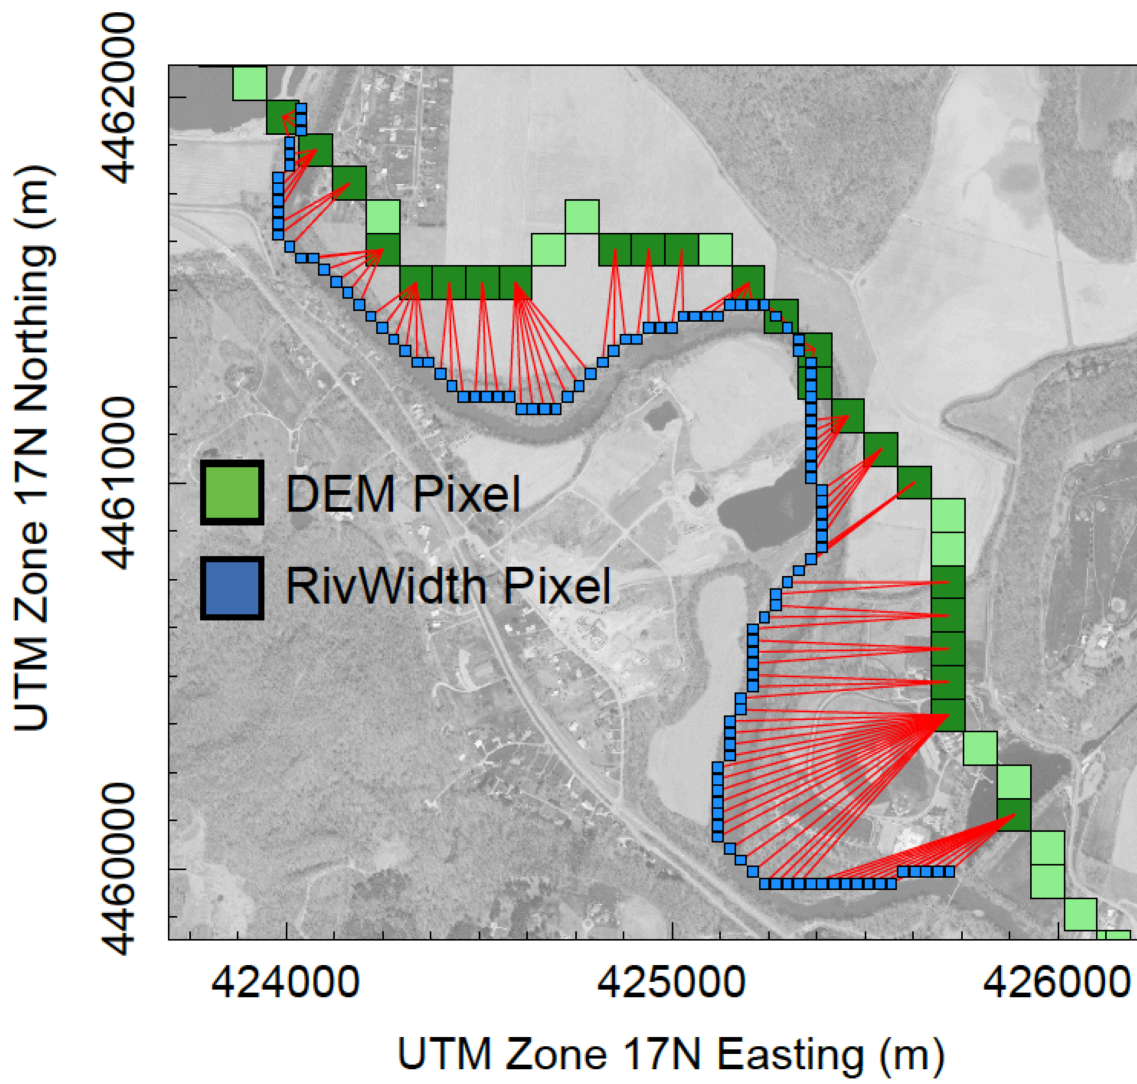 UTM Zone 17N Northing (m)
4462000
4461000
4460000
DEM Pixel
RivWidth Pixel
424000
425000
426000
UTM Zone 17N Easting (m)